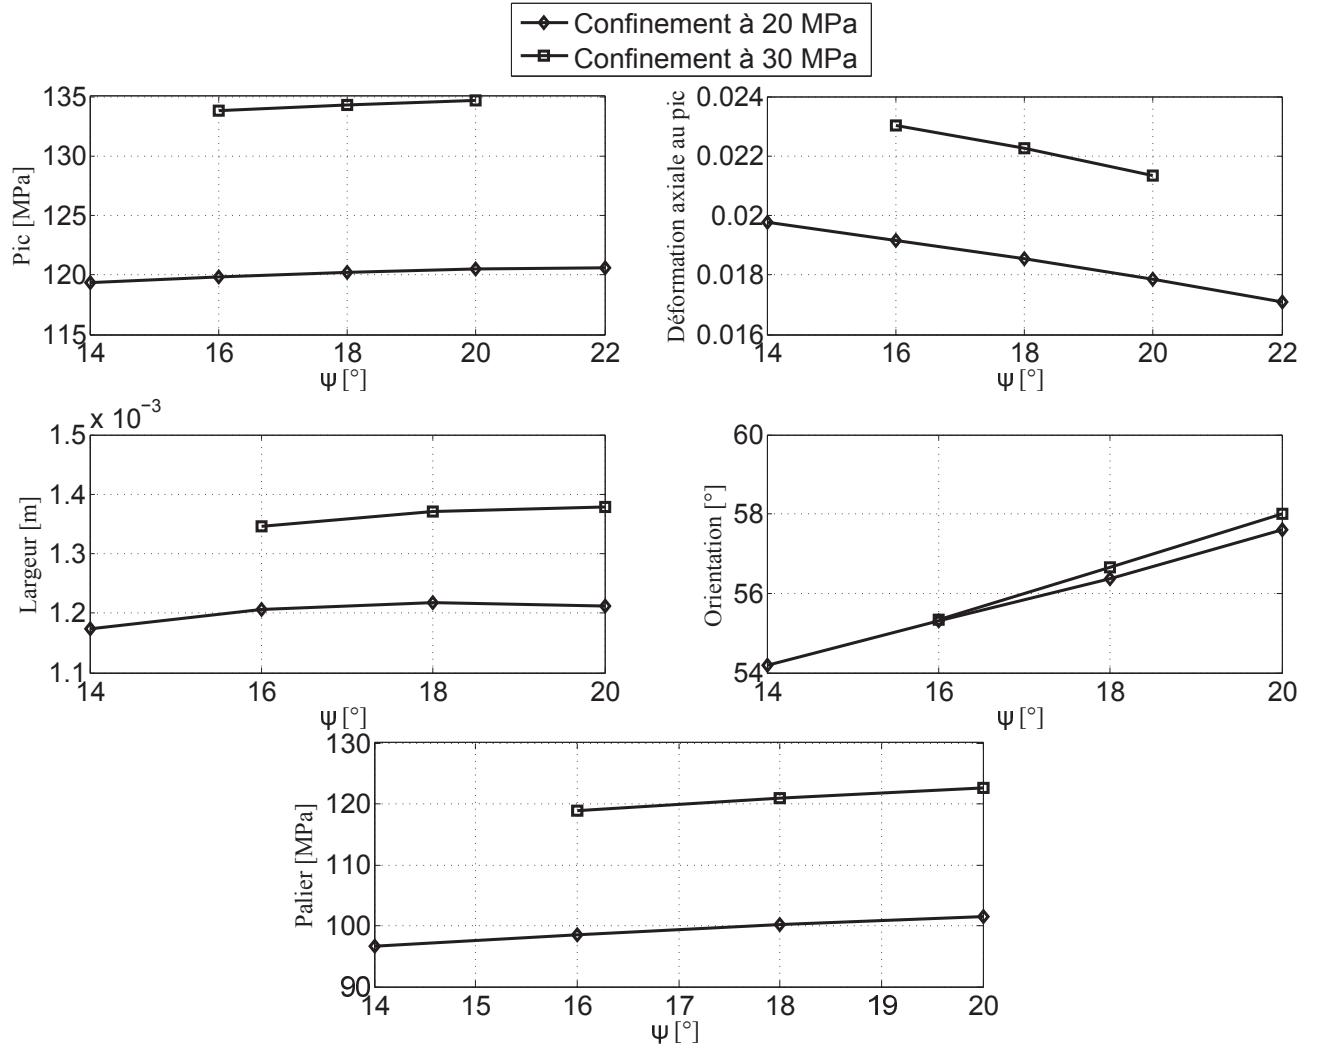 Confinement à 20 MPa
Confinement à 30 MPa
135
130
125
120
115
Pic [MPa]
14 16 18 20 22
ψ [°]
0.024
0.022
0.02
0.018
0.016
Déformation axiale au pic
14 16 18 20 22
ψ [°]
x 10⁻³
1.5
1.4
1.3
1.2
1.1
Largeur [m]
14 16 18 20
ψ [°]
60
58
56
54
Orientation [°]
14 16 18 20
ψ [°]
130
120
110
100
90
Palier [MPa]
14 15 16 17 18 19 20
ψ [°]